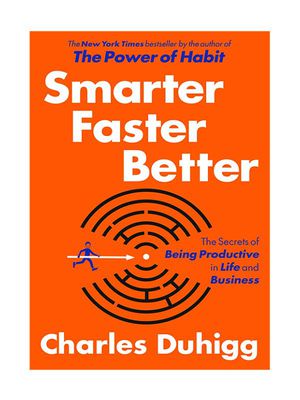 The New York Times bestseller by the author of
The Power of Habit
Smarter
Faster
Better
The Secrets of
Being Productive
in Life and
Business
Charles Duhigg